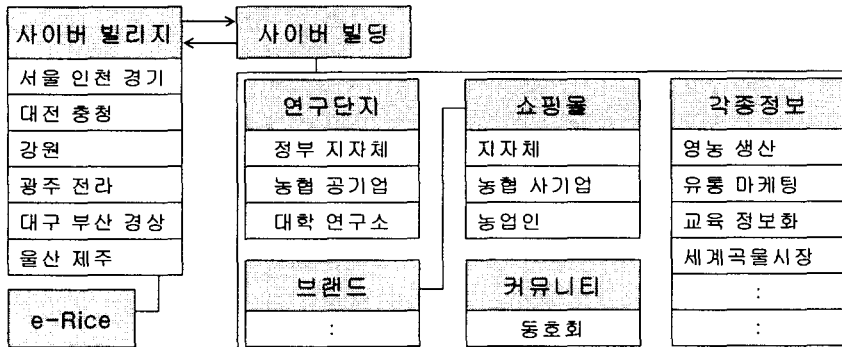 사이버 빌리지
서울 인천 경기
대전 충청
강원
광주 전라
대구 부산 경상
울산 제주
e-Rice
사이버 빌딩
연구단지
정부 지자체
농협 공기업
대학 연구소
쇼핑몰
지자체
농협 사기업
농업인
각종정보
영농 생산
유통 마케팅
교육 정보화
세계곡물시장
:
:
브랜드
:
커뮤니티
동호회